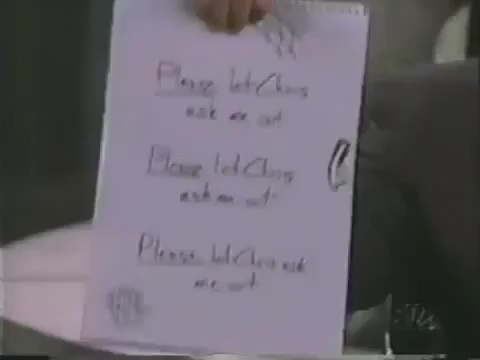 Please let Chris
ask me out
Please let Chris
ask me out
Please let Chris ask
me out